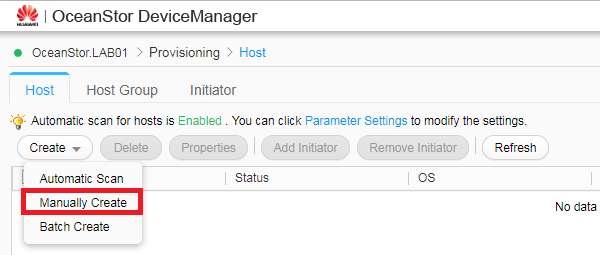 HUAWEI
OceanStor DeviceManager
OceanStor.LAB01 > Provisioning > Host
Host Host Group Initiator
Automatic scan for hosts is Enabled . You can click Parameter Settings to modify the settings.
Create Delete Properties Add Initiator Remove Initiator Refresh
Automatic Scan Status OS
Manually Create No data
Batch Create